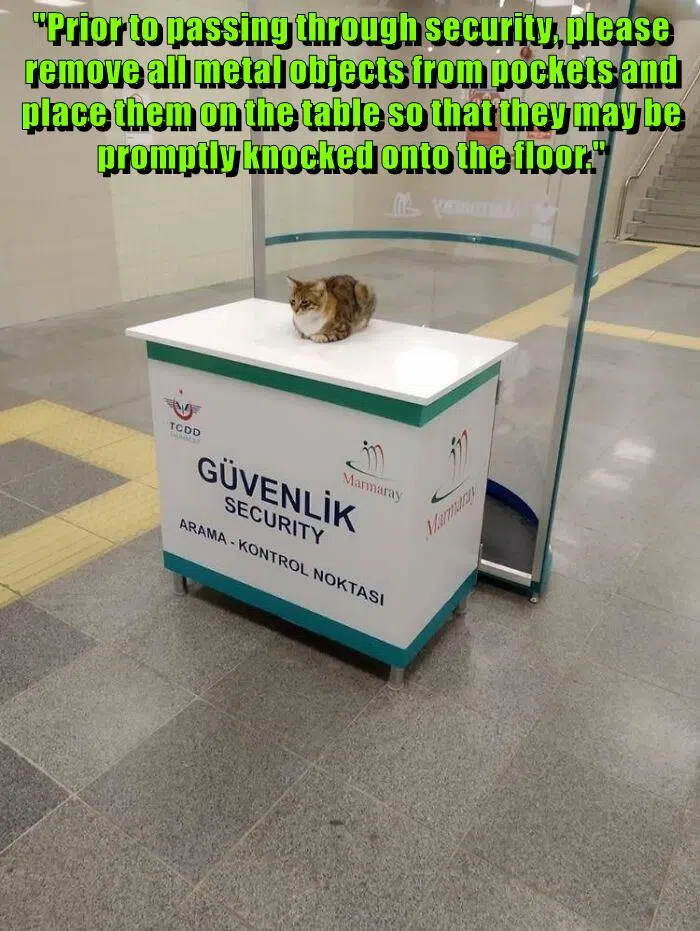 "Prior to passing through security, please
remove all metal objects from pockets and
place them on the table so that they may be
promptly knocked onto the floor."
TCDD
Marmaray
Marmaray
GÜVENLİK
SECURITY
ARAMA - KONTROL NOKTASI